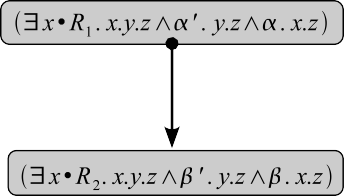 (∃x•R₁. x.y.z∧α′. y.z∧α. x.z)
(∃x•R₂. x.y.z∧β′. y.z∧β. x.z)